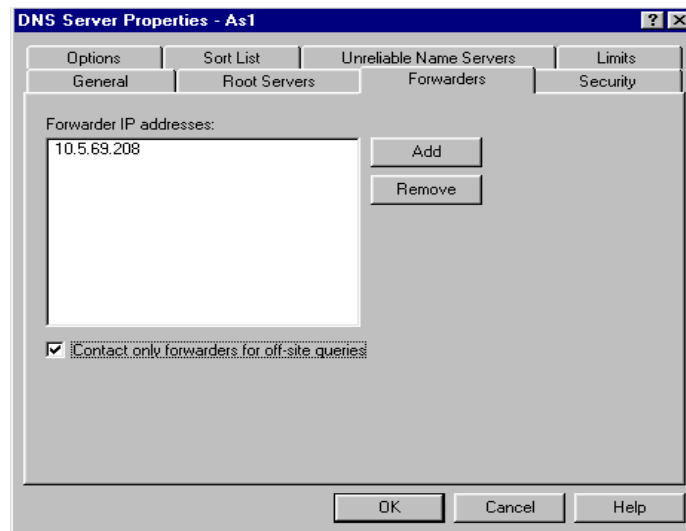 DNS Server Properties - As1
Options Sort List Unreliable Name Servers Limits
General Root Servers Forwarders Security
Forwarder IP addresses:
10.5.69.208
Add
Remove
Contact only forwarders for off-site queries
OK Cancel Help